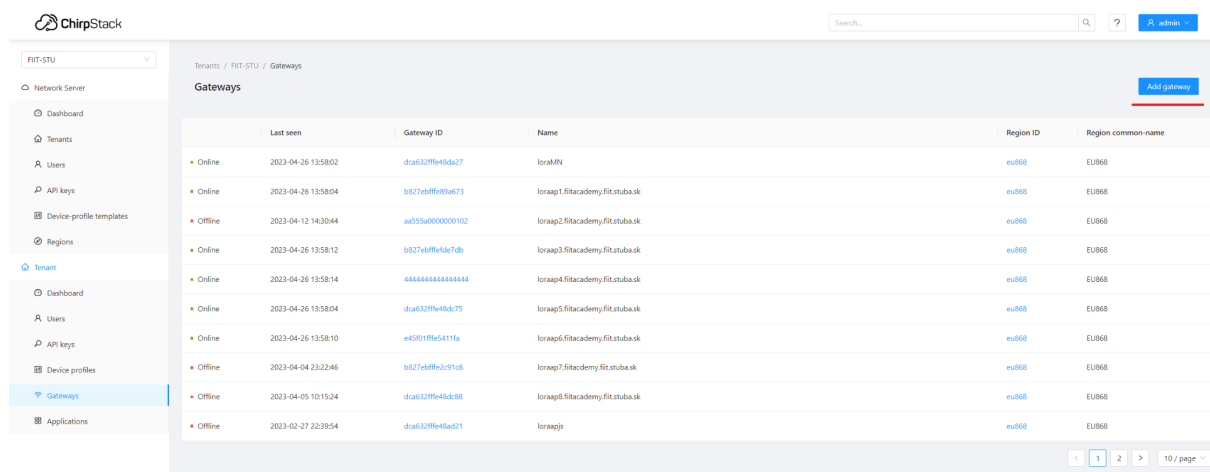 ChirpStack
Search...
?
admin
FIIT-STU
Network Server
Dashboard
Tenants
Users
API keys
Device-profile templates
Regions
Tenant
Dashboard
Users
API keys
Device profiles
Gateways
Applications
Tenants / FIIT-STU / Gateways
Gateways
Add gateway
Last seen Gateway ID Name Region ID Region common-name
Online 2023-04-26 13:58:02 dca632fffe48da27 loraMN eu868 EU868
Online 2023-04-26 13:58:04 b827ebfffe89a673 loraap1.fiitacademy.fiit.stuba.sk eu868 EU868
Offline 2023-04-12 14:30:44 aa555a0000000102 loraap2.fiitacademy.fiit.stuba.sk eu868 EU868
Online 2023-04-26 13:58:12 b827ebfffefde7db loraap3.fiitacademy.fiit.stuba.sk eu868 EU868
Online 2023-04-26 13:58:14 4444444444444444 loraap4.fiitacademy.fiit.stuba.sk eu868 EU868
Online 2023-04-26 13:58:04 dca632fffe48dc75 loraap5.fiitacademy.fiit.stuba.sk eu868 EU868
Online 2023-04-26 13:58:10 e45f01fffe5411fa loraap6.fiitacademy.fiit.stuba.sk eu868 EU868
Offline 2023-04-04 23:22:46 b827ebfffe2c91c8 loraap7.fiitacdemy.fiit.stuba.sk eu868 EU868
Offline 2023-04-05 10:15:24 dca632fffe48dc88 loraap8.fiitacademy.fiit.stuba.sk eu868 EU868
Offline 2023-02-27 22:39:54 dca632fffe48ad21 loraapjs eu868 EU868
< 1 2 > 10 / page